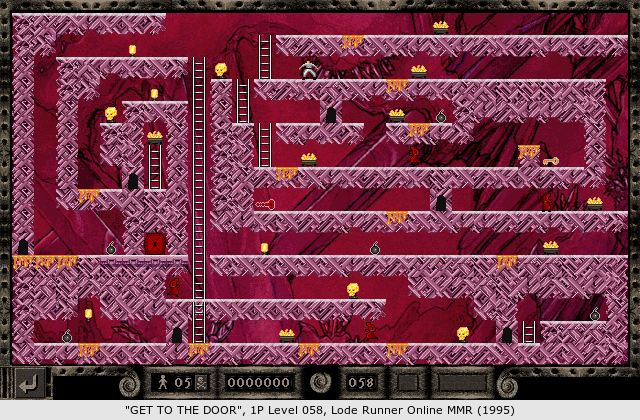 05 0000000 058
"GET TO THE DOOR", 1P Level 058, Lode Runner Online MMR (1995)